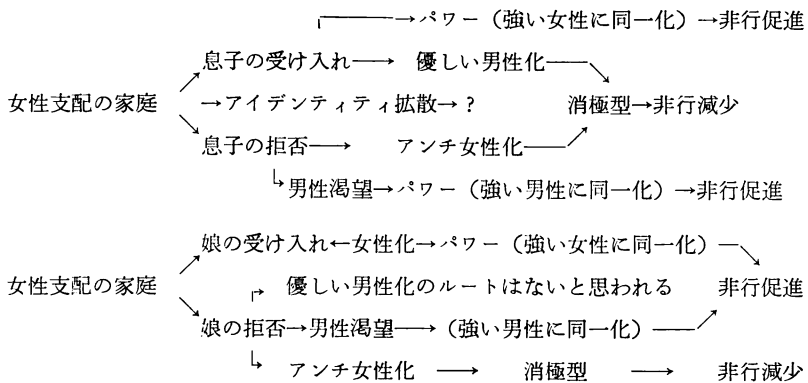 ┌──→パワー（強い女性に同一化）→非行促進
息子の受け入れ─→ 優しい男性化─
女性支配の家庭 →アイデンティティ拡散→？ 消極型→非行減少
息子の拒否─→ アンチ女性化─
└→男性渇望→パワー（強い男性に同一化）→非行促進
娘の受け入れ←女性化→パワー（強い女性に同一化）─
女性支配の家庭 優しい男性化のルートはないと思われる 非行促進
娘の拒否→男性渇望─→（強い男性に同一化）─
└→ アンチ女性化 ─→ 消極型 ─→ 非行減少